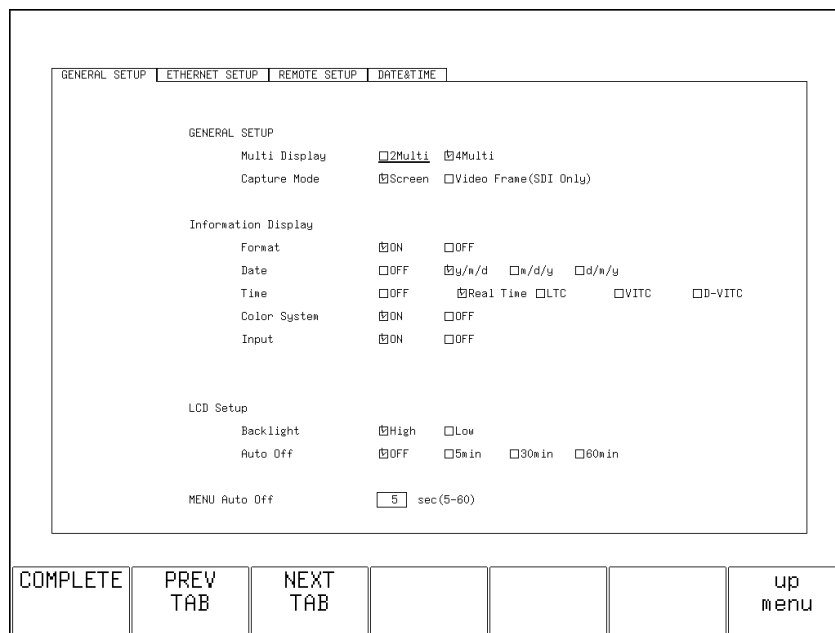 GENERAL SETUP ETHERNET SETUP REMOTE SETUP DATE&TIME
GENERAL SETUP
Multi Display ☐2Multi ☑4Multi
Capture Mode ☑Screen ☐Video Frame(SDI Only)
Information Display
Format ☑ON ☐OFF
Date ☐OFF ☑y/m/d ☐m/d/y ☐d/m/y
Time ☐OFF ☑Real Time ☐LTC ☐VITC ☐D-VITC
Color System ☑ON ☐OFF
Input ☑ON ☐OFF
LCD Setup
Backlight ☑High ☐Low
Auto Off ☑OFF ☐5min ☐30min ☐60min
MENU Auto Off 5 sec(5-60)
COMPLETE PREV TAB NEXT TAB up menu